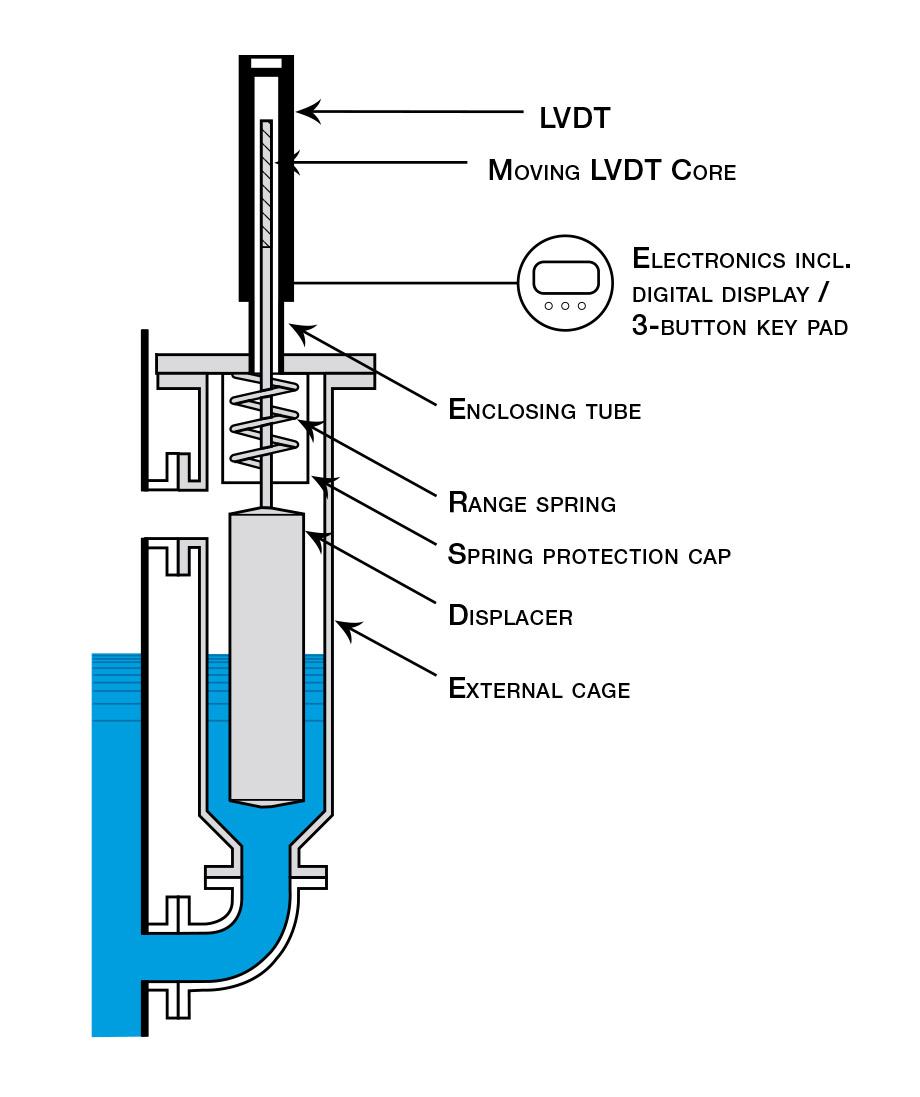 LVDT
Moving LVDT Core
Electronics incl.
digital display /
3-button key pad
Enclosing tube
Range spring
Spring protection cap
Displacer
External cage